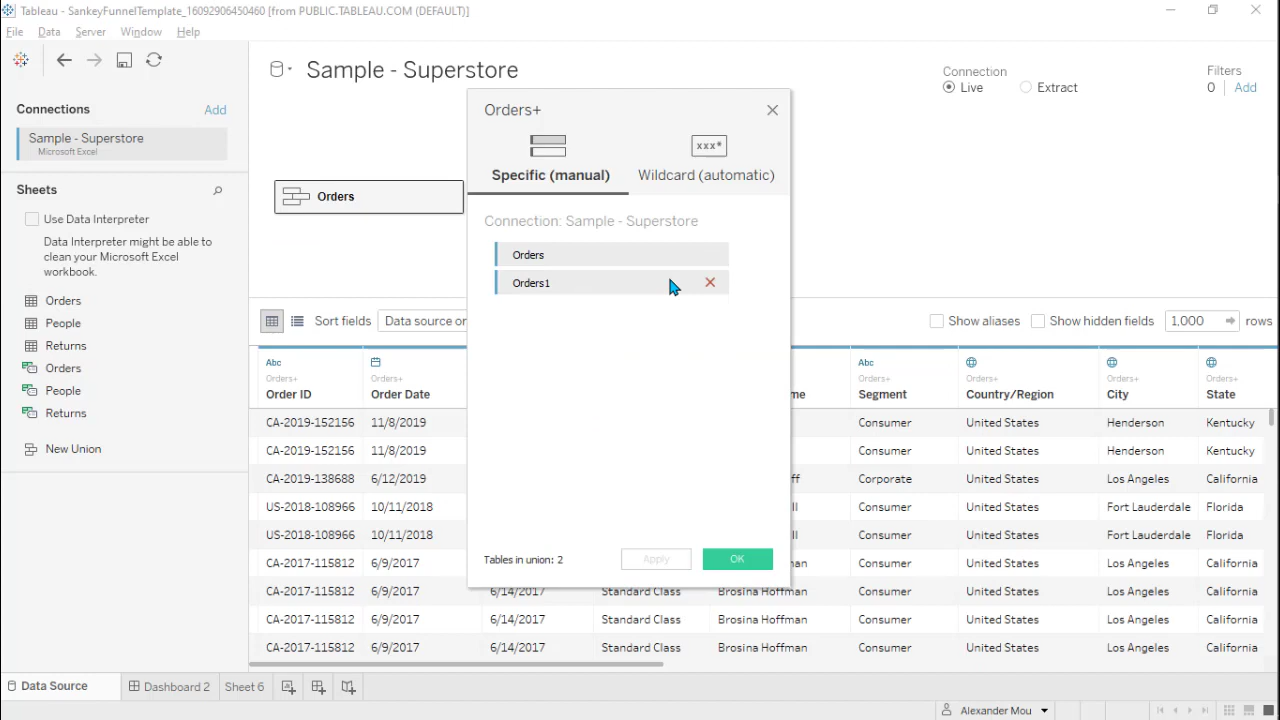 Tableau - SankeyFunnelTemplate_16092906450460 [from PUBLIC.TABLEAU.COM (DEFAULT)]
File Data Server Window Help
Connections Add
Sample - Superstore
Microsoft Excel
Sheets
Use Data Interpreter
Data Interpreter might be able to
clean your Microsoft Excel
workbook.
Orders
People
Returns
Orders
People
Returns
New Union
Sample - Superstore
Connection
Live Extract
Filters
0 Add
Orders
Orders+
Specific (manual)
xxx*
Wildcard (automatic)
Connection: Sample - Superstore
Orders
Orders1
Tables in union: 2 Apply OK
Sort fields Data source or Show aliases Show hidden fields 1,000 rows
Abc Abc
Orders+ Orders+ Orders+ Orders+ Orders+ Orders+
Order ID Order Date me Segment Country/Region City State
CA-2019-152156 11/8/2019 Consumer United States Henderson Kentucky
CA-2019-152156 11/8/2019 Consumer United States Henderson Kentucky
CA-2019-138688 6/12/2019 ff Corporate United States Los Angeles California
US-2018-108966 10/11/2018 ll Consumer United States Fort Lauderdale Florida
US-2018-108966 10/11/2018 ll Consumer United States Fort Lauderdale Florida
CA-2017-115812 6/9/2017 Consumer United States Los Angeles California
CA-2017-115812 6/9/2017 6/14/2017 Standard Class Brosina Hoffman Consumer United States Los Angeles California
CA-2017-115812 6/9/2017 6/14/2017 Standard Class Brosina Hoffman Consumer United States Los Angeles California
CA-2017-115812 6/9/2017 6/14/2017 Standard Class Brosina Hoffman Consumer United States Los Angeles California
Data Source Dashboard 2 Sheet 6
Alexander Mou